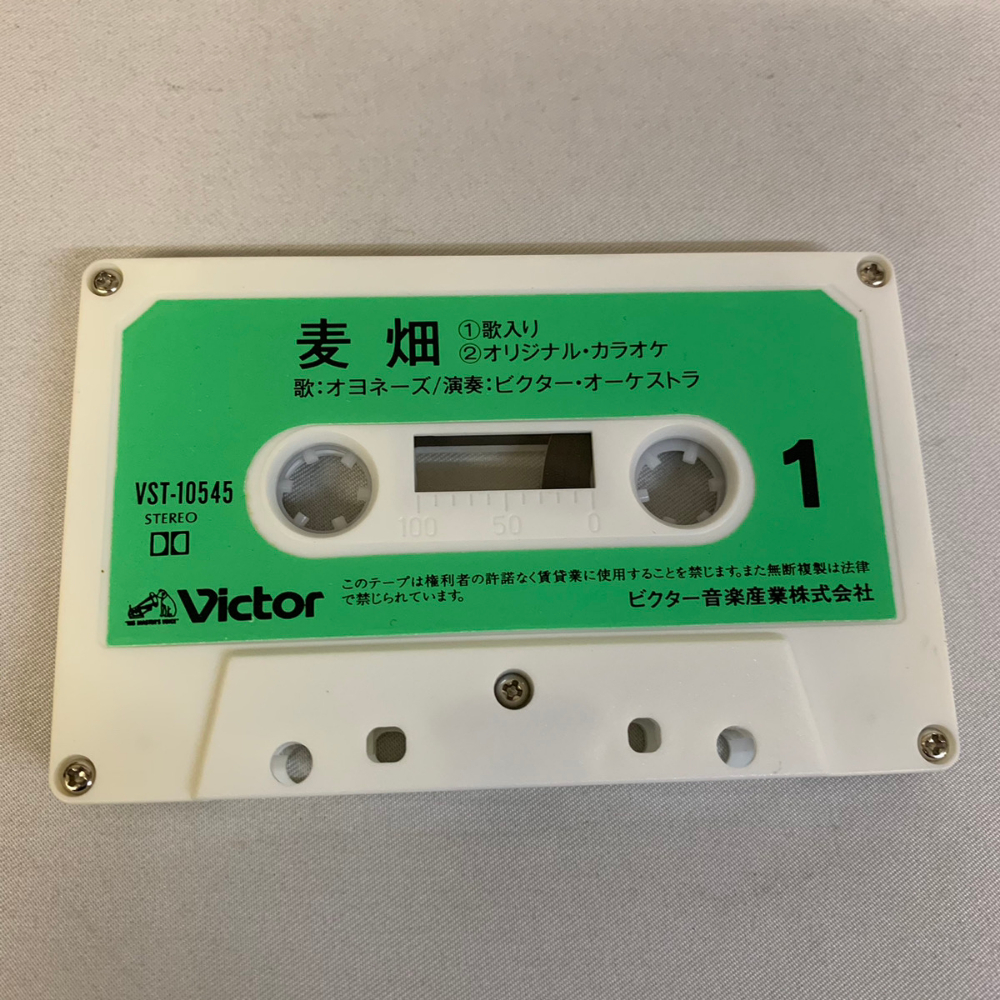 麦畑 ①歌入り
②オリジナル・カラオケ
歌:オヨネーズ/演奏:ビクター・オーケストラ
1
VST-10545
STEREO
100 50 0
このテープは権利者の許諾なく賃貸業に使用することを禁じます。また無断複製は法律
で禁じられています。
"HIS MASTER'S VOICE"
Victor
ビクター音楽産業株式会社